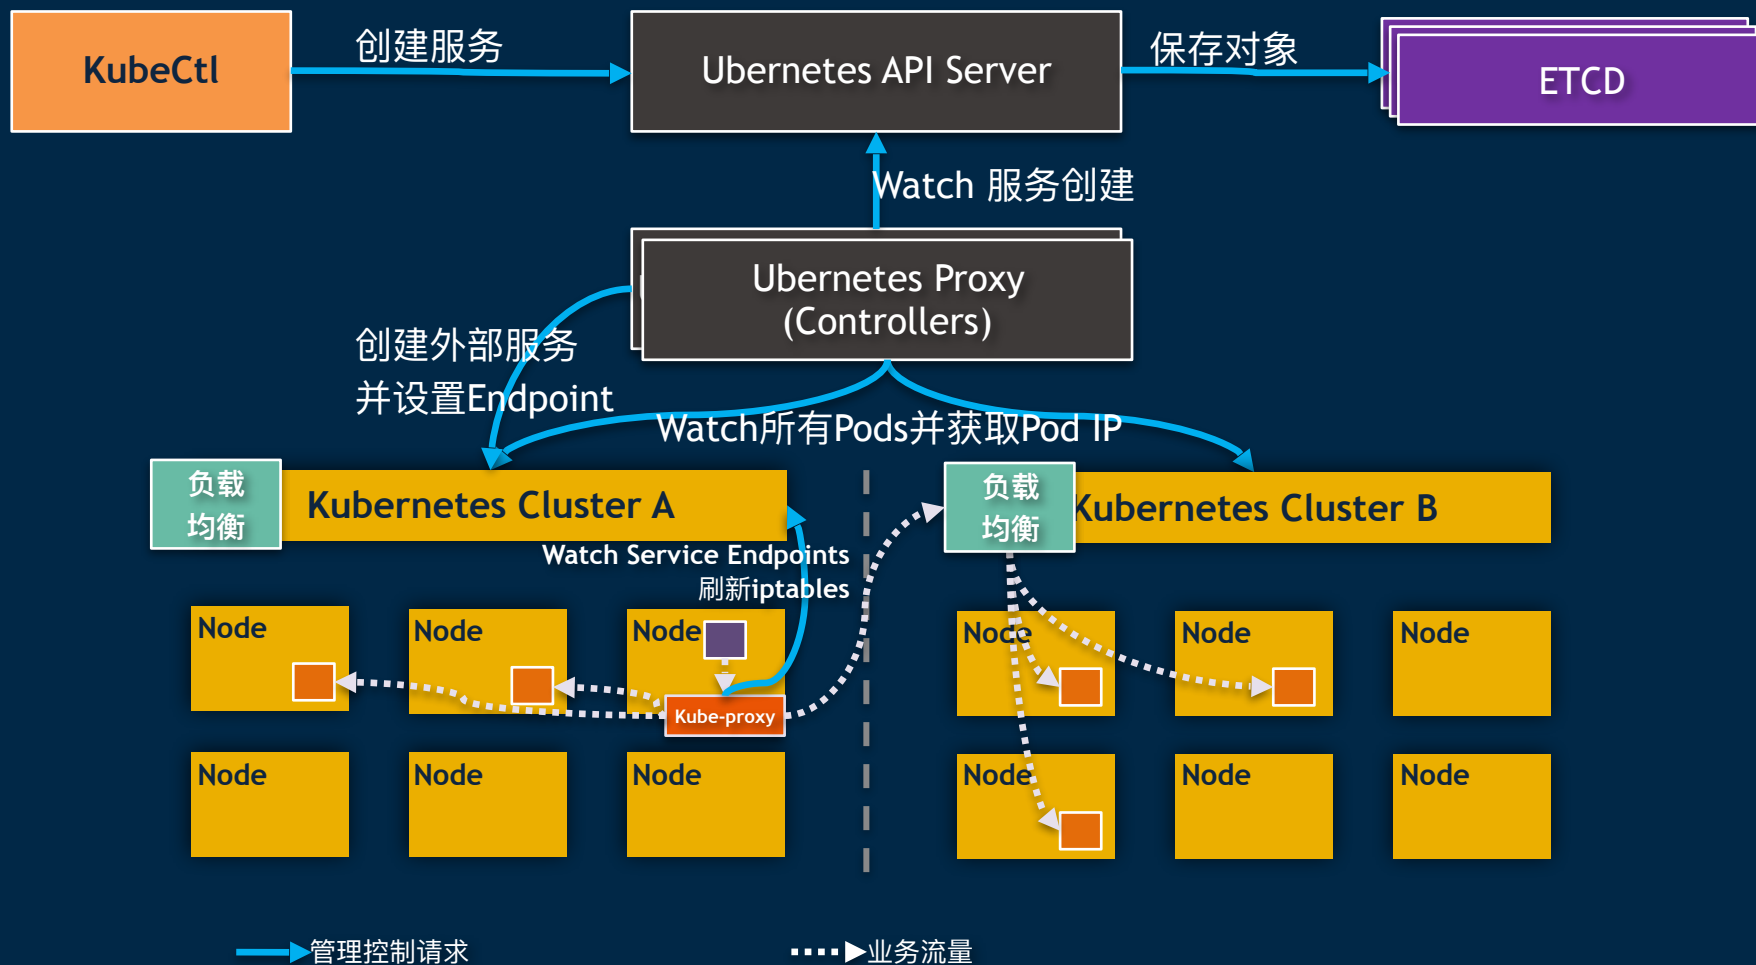 KubeCtl
创建服务
Ubernetes API Server
保存对象
ETCD
Watch 服务创建
Ubernetes Proxy
(Controllers)
创建外部服务
并设置Endpoint
Watch所有Pods并获取Pod IP
负载
均衡
Kubernetes Cluster A
负载
均衡
Kubernetes Cluster B
Watch Service Endpoints
刷新iptables
Node
Node
Node
Kube-proxy
Node
Node
Node
Node
Node
Node
Node
Node
Node
管理控制请求
业务流量